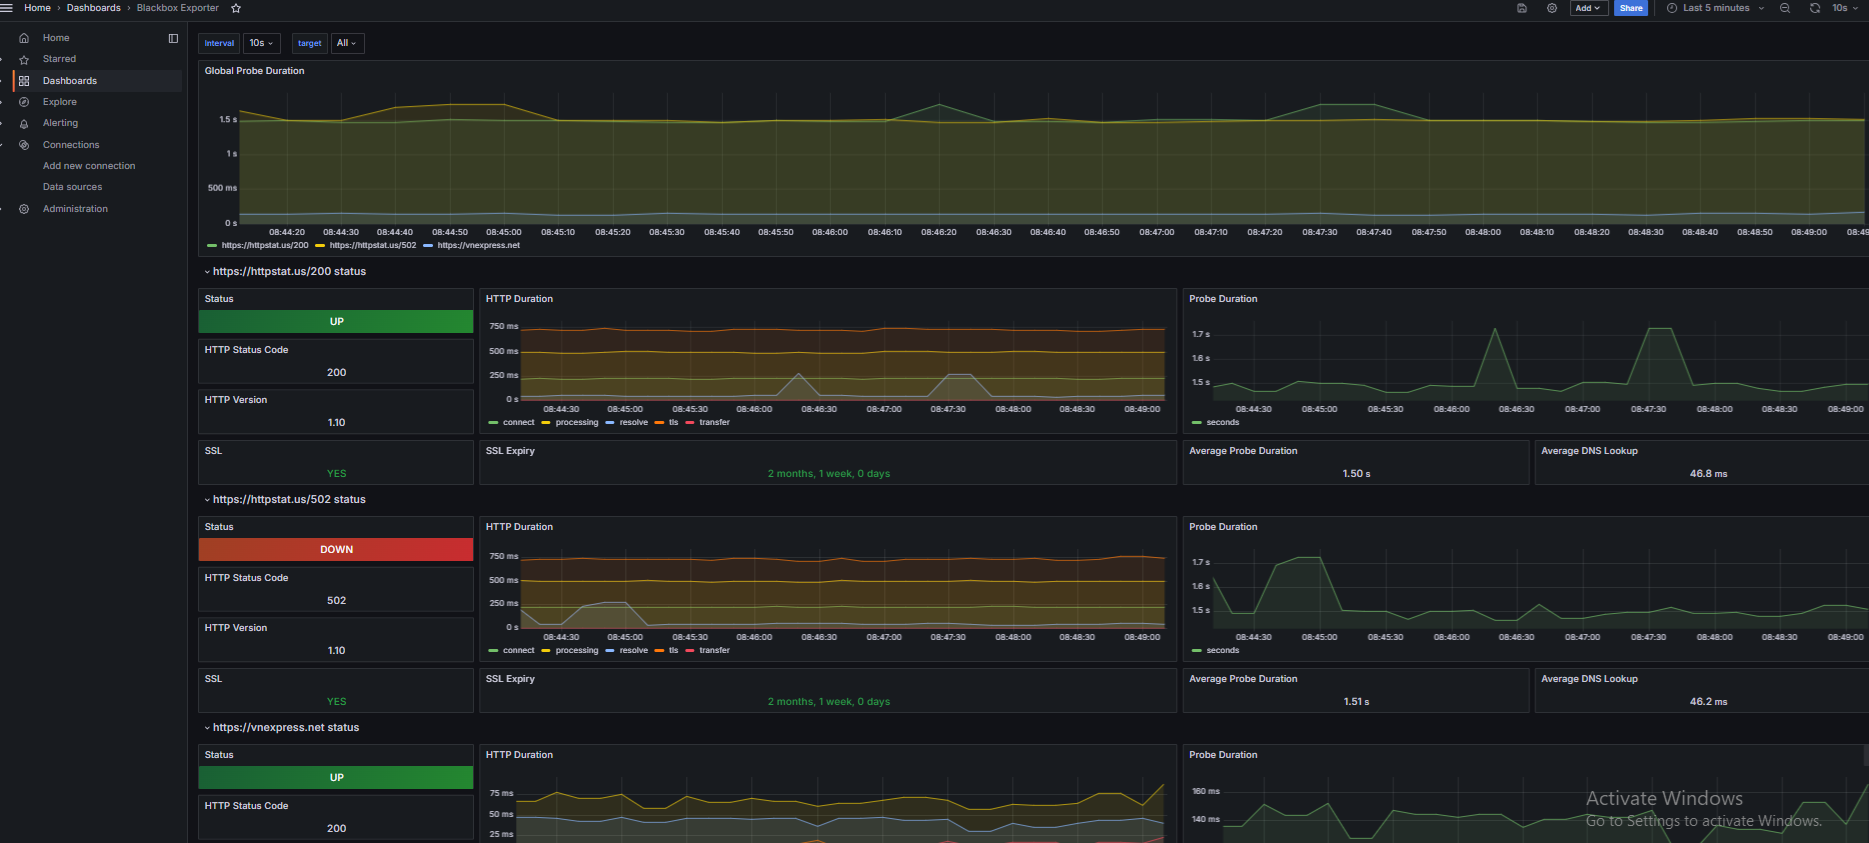 Home › Dashboards › Blackbox Exporter
Add
Share
Last 5 minutes
10s
Home
Starred
Dashboards
Explore
Alerting
Connections
Add new connection
Data sources
Administration
Interval 10s target All
Global Probe Duration
1.5 s
1 s
500 ms
0 s
08:44:20 08:44:30 08:44:40 08:44:50 08:45:00 08:45:10 08:45:20 08:45:30 08:45:40 08:45:50 08:46:00 08:46:10 08:46:20 08:46:30 08:46:40 08:46:50 08:47:00 08:47:10 08:47:20 08:47:30 08:47:40 08:47:50 08:48:00 08:48:10 08:48:20 08:48:30 08:48:40 08:48:50 08:49:00 08:49
https://httpstat.us/200 https://httpstat.us/502 https://vnexpress.net
https://httpstat.us/200 status
Status
UP
HTTP Status Code
200
HTTP Version
1.10
SSL
YES
HTTP Duration
750 ms
500 ms
250 ms
0 s
08:44:30 08:45:00 08:45:30 08:46:00 08:46:30 08:47:00 08:47:30 08:48:00 08:48:30 08:49:00
connect processing resolve tls transfer
SSL Expiry
2 months, 1 week, 0 days
Probe Duration
1.7 s
1.6 s
1.5 s
08:44:30 08:45:00 08:45:30 08:46:00 08:46:30 08:47:00 08:47:30 08:48:00 08:48:30 08:49:00
seconds
Average Probe Duration
1.50 s
Average DNS Lookup
46.8 ms
https://httpstat.us/502 status
Status
DOWN
HTTP Status Code
502
HTTP Version
1.10
SSL
YES
HTTP Duration
750 ms
500 ms
250 ms
0 s
08:44:30 08:45:00 08:45:30 08:46:00 08:46:30 08:47:00 08:47:30 08:48:00 08:48:30 08:49:00
connect processing resolve tls transfer
SSL Expiry
2 months, 1 week, 0 days
Probe Duration
1.7 s
1.6 s
1.5 s
08:44:30 08:45:00 08:45:30 08:46:00 08:46:30 08:47:00 08:47:30 08:48:00 08:48:30 08:49:00
seconds
Average Probe Duration
1.51 s
Average DNS Lookup
46.2 ms
https://vnexpress.net status
Status
UP
HTTP Status Code
200
HTTP Duration
75 ms
50 ms
25 ms
Probe Duration
160 ms
140 ms
Activate Windows
Go to Settings to activate Windows.